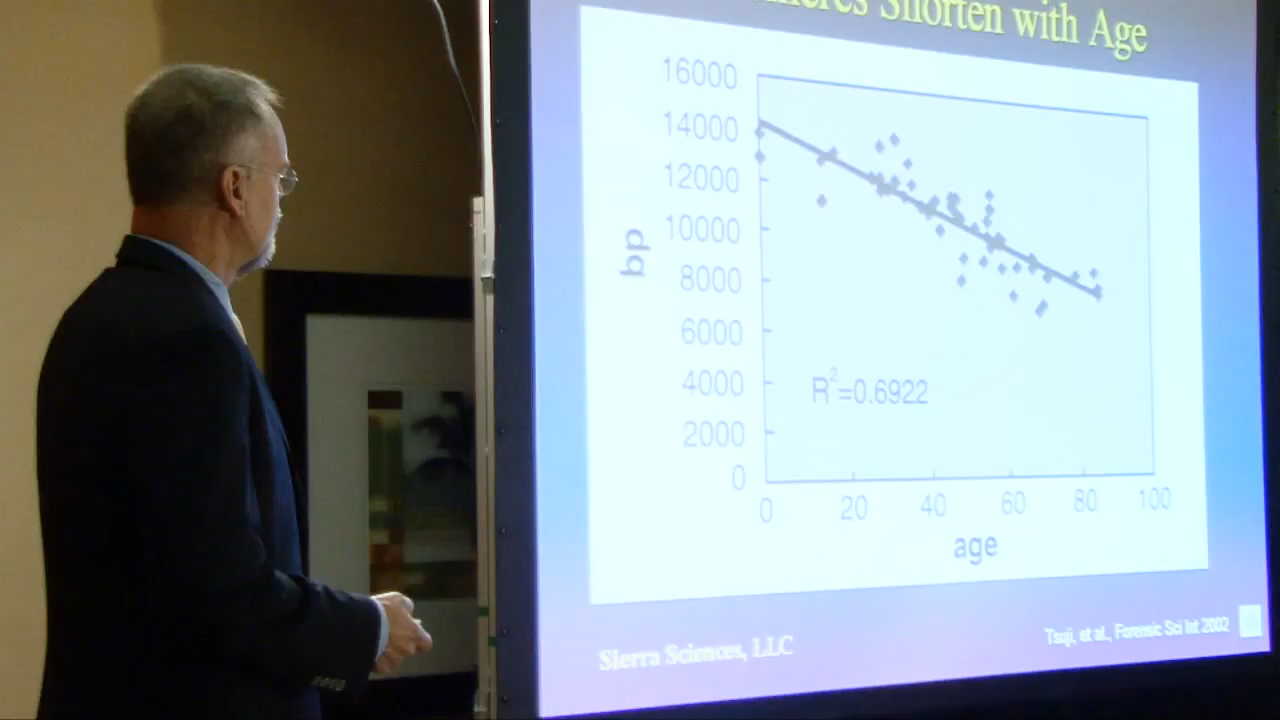 Shorten with Age
16000
14000
12000
10000
8000
6000
4000
2000
0
bp
R²=0.6922
0 20 40 60 80 100
age
Sierra Sciences, LLC
Tsuji, et al., Forensic Sci Int 2002